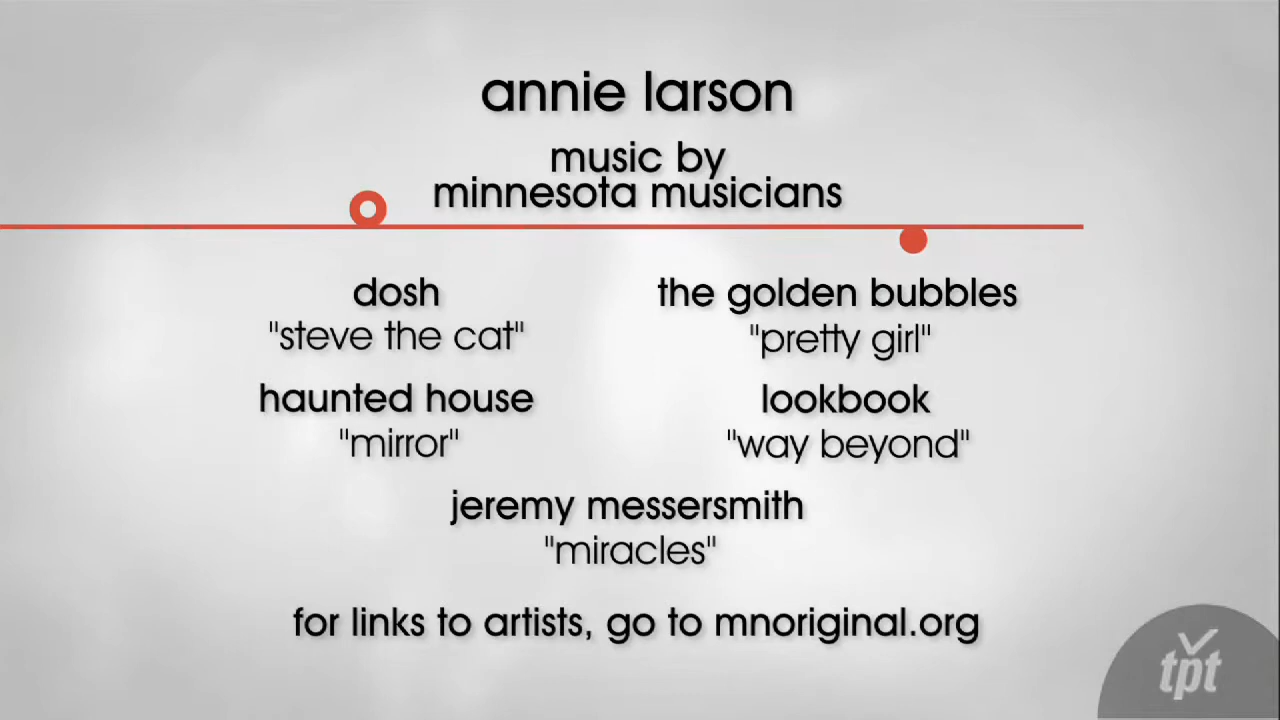 annie larson
music by
minnesota musicians
dosh
"steve the cat"
the golden bubbles
"pretty girl"
haunted house
"mirror"
lookbook
"way beyond"
jeremy messersmith
"miracles"
for links to artists, go to mnoriginal.org
tpt